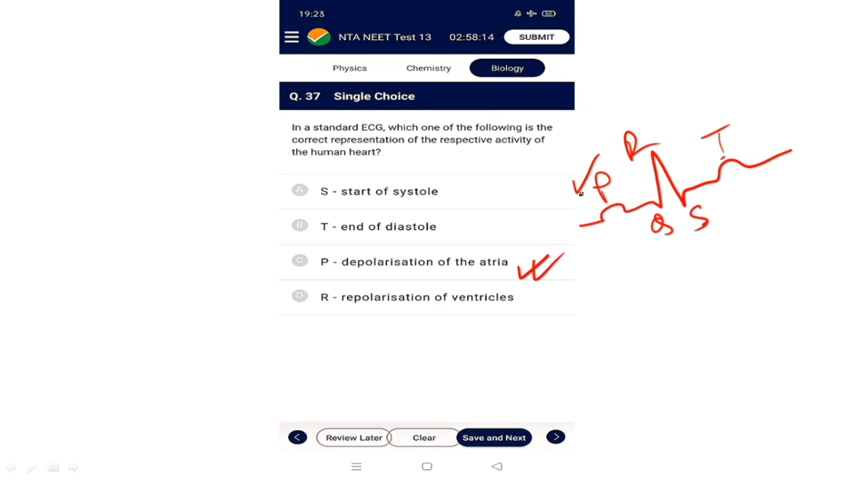 19:23
NTA NEET Test 13 02:58:14 SUBMIT
Physics Chemistry Biology
Q. 37 Single Choice
In a standard ECG, which one of the following is the
correct representation of the respective activity of
the human heart?
A S - start of systole
B T - end of diastole
C P - depolarisation of the atria
D R - repolarisation of ventricles
P R Q S T
Review Later Clear Save and Next